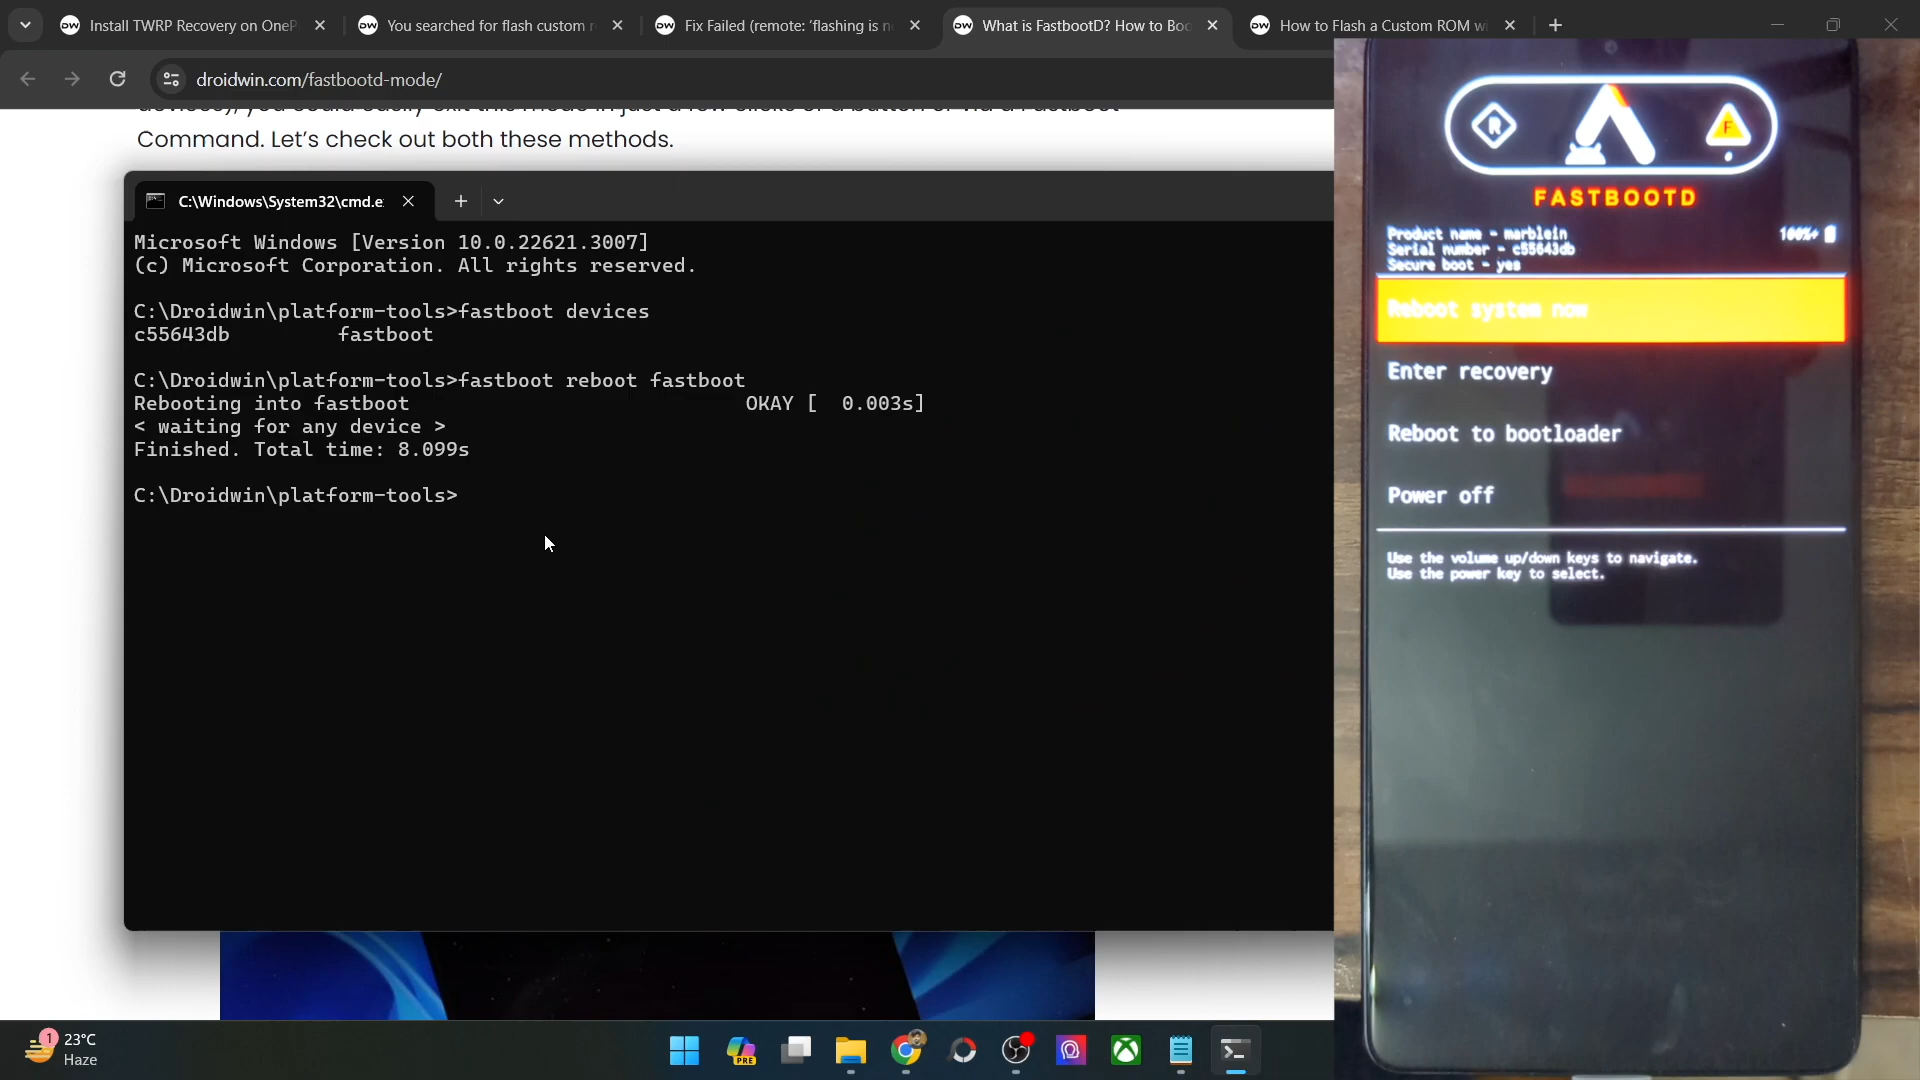 Install TWRP Recovery on OneP
You searched for flash custom r
Fix Failed (remote: 'flashing is n
What is FastbootD? How to Boo
How to Flash a Custom ROM wi
droidwin.com/fastbootd-mode/
Command. Let's check out both these methods.
C:\Windows\System32\cmd.e
Microsoft Windows [Version 10.0.22621.3007]
(c) Microsoft Corporation. All rights reserved.
C:\Droidwin\platform-tools>fastboot devices
c55643db fastboot
C:\Droidwin\platform-tools>fastboot reboot fastboot
Rebooting into fastboot OKAY [ 0.003s]
< waiting for any device >
Finished. Total time: 8.099s
C:\Droidwin\platform-tools>
R
F
FASTBOOTD
Product name - marblein
100%+
Serial number - c55643db
Secure boot - yes
Reboot system now
Enter recovery
Reboot to bootloader
Power off
Use the volume up/down keys to navigate.
Use the power key to select.
1
23°C
Haze
PRE